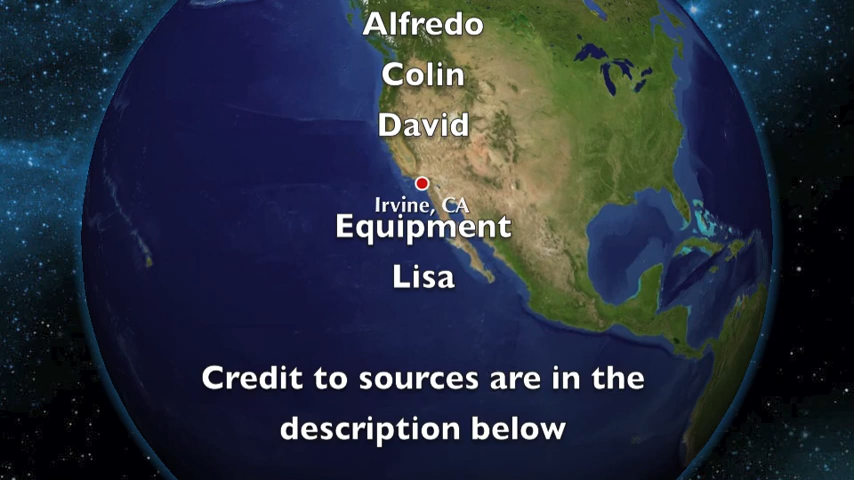 Alfredo
Colin
David
Irvine, CA
Equipment
Lisa
Credit to sources are in the
description below